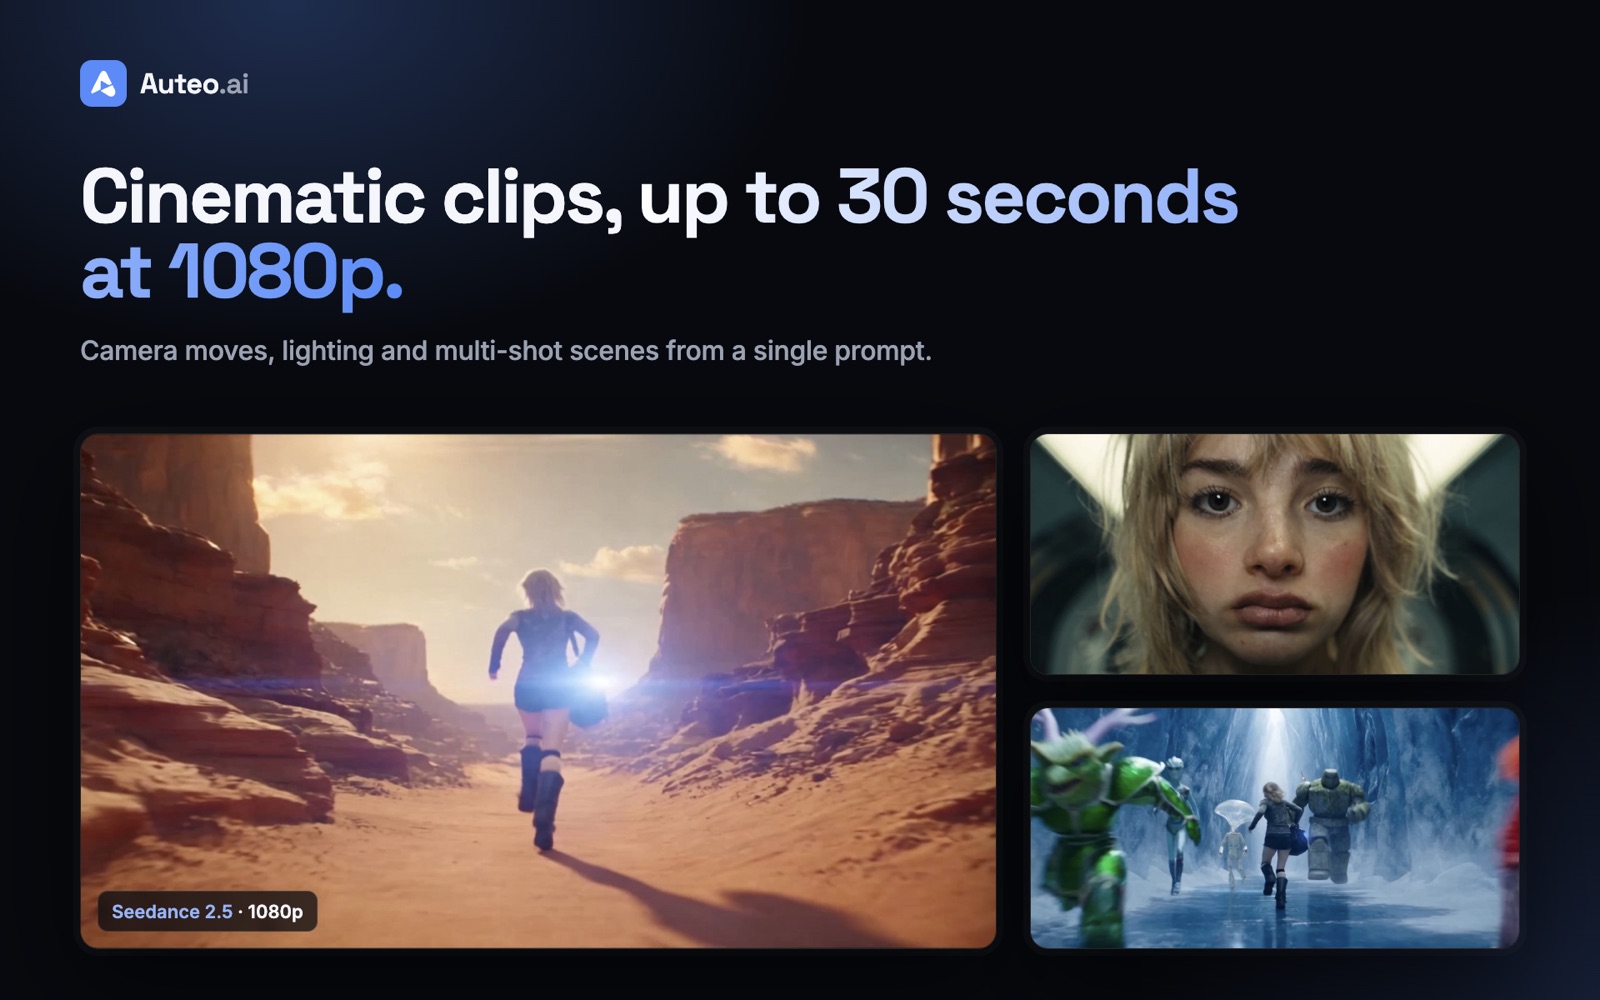 Auteo.ai
Cinematic clips, up to 30 seconds
at 1080p.
Camera moves, lighting and multi-shot scenes from a single prompt.
Seedance 2.5 · 1080p